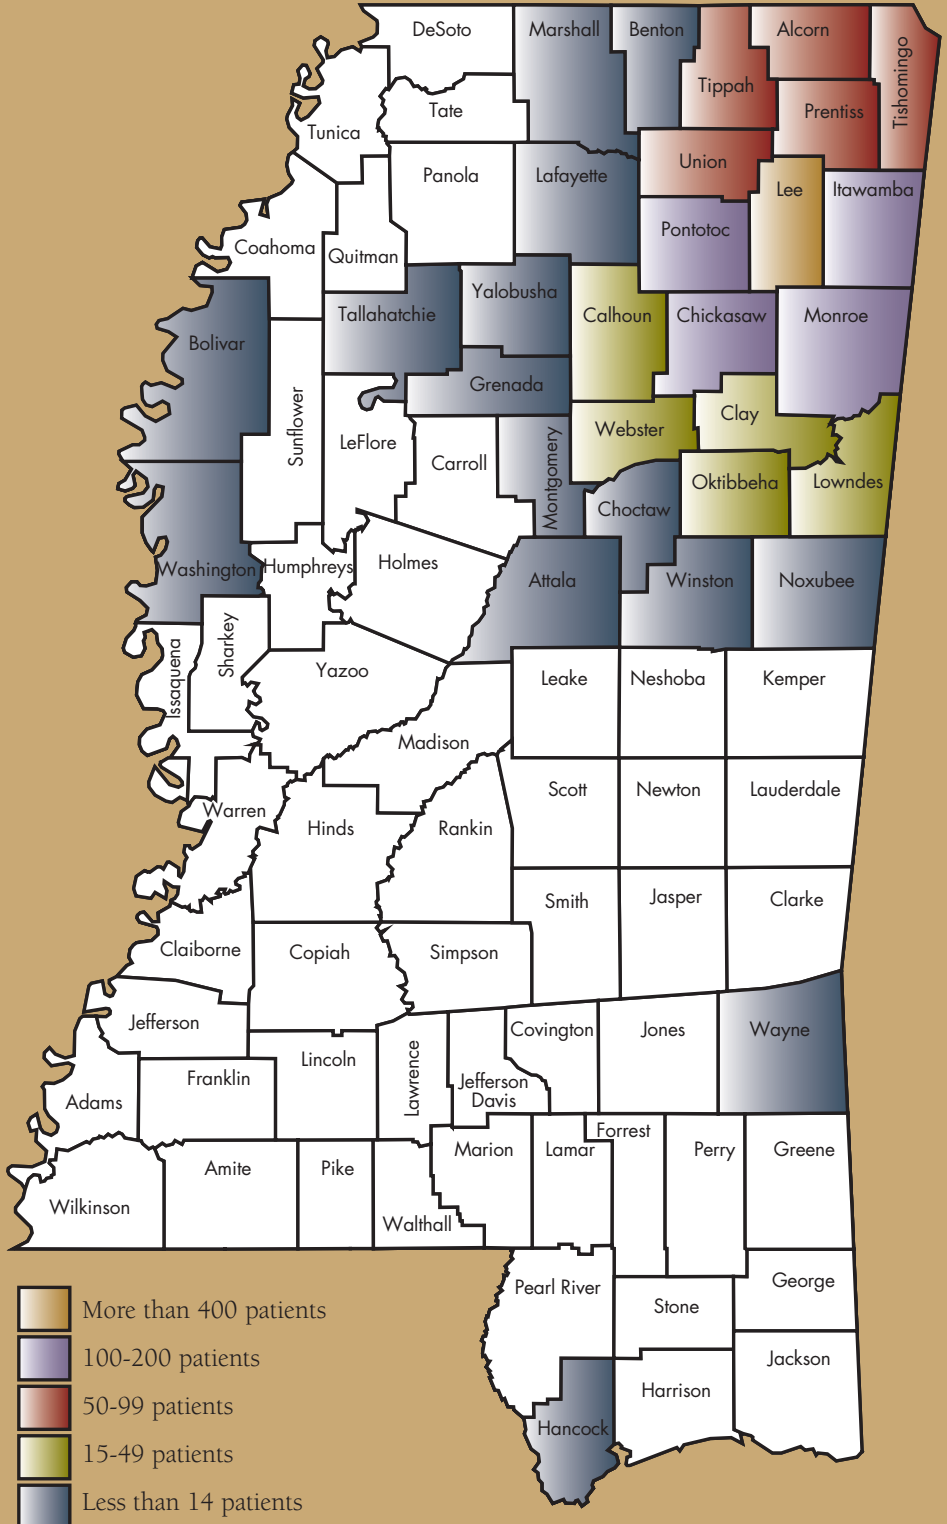 DeSoto
Marshall
Benton
Tippah
Alcorn
Tishomingo
Tunica
Tate
Prentiss
Union
Panola
Lafayette
Lee
Itawamba
Pontotoc
Coahoma
Quitman
Bolivar
Tallahatchie
Yalobusha
Calhoun
Chickasaw
Monroe
Sunflower
Grenada
LeFlore
Carroll
Montgomery
Webster
Clay
Choctaw
Oktibbeha
Lowndes
Washington
Humphreys
Holmes
Attala
Winston
Noxubee
Issaquena
Sharkey
Yazoo
Leake
Neshoba
Kemper
Madison
Warren
Hinds
Rankin
Scott
Newton
Lauderdale
Smith
Jasper
Clarke
Claiborne
Copiah
Simpson
Jefferson
Lincoln
Lawrence
Jefferson
Davis
Covington
Jones
Wayne
Adams
Franklin
Wilkinson
Amite
Pike
Walthall
Marion
Lamar
Forrest
Perry
Greene
Pearl River
Stone
George
Hancock
Harrison
Jackson
More than 400 patients
100-200 patients
50-99 patients
15-49 patients
Less than 14 patients